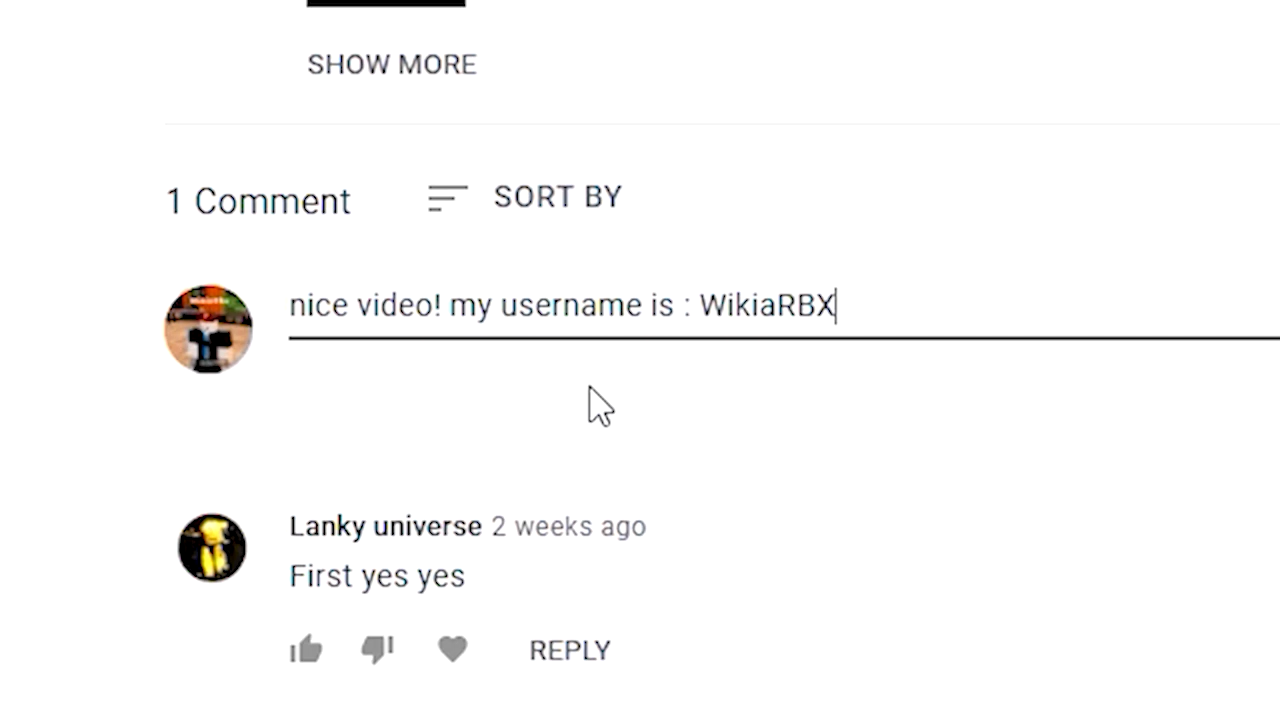 SHOW MORE
1 Comment
SORT BY
nice video! my username is : WikiaRBX
Lanky universe 2 weeks ago
First yes yes
REPLY